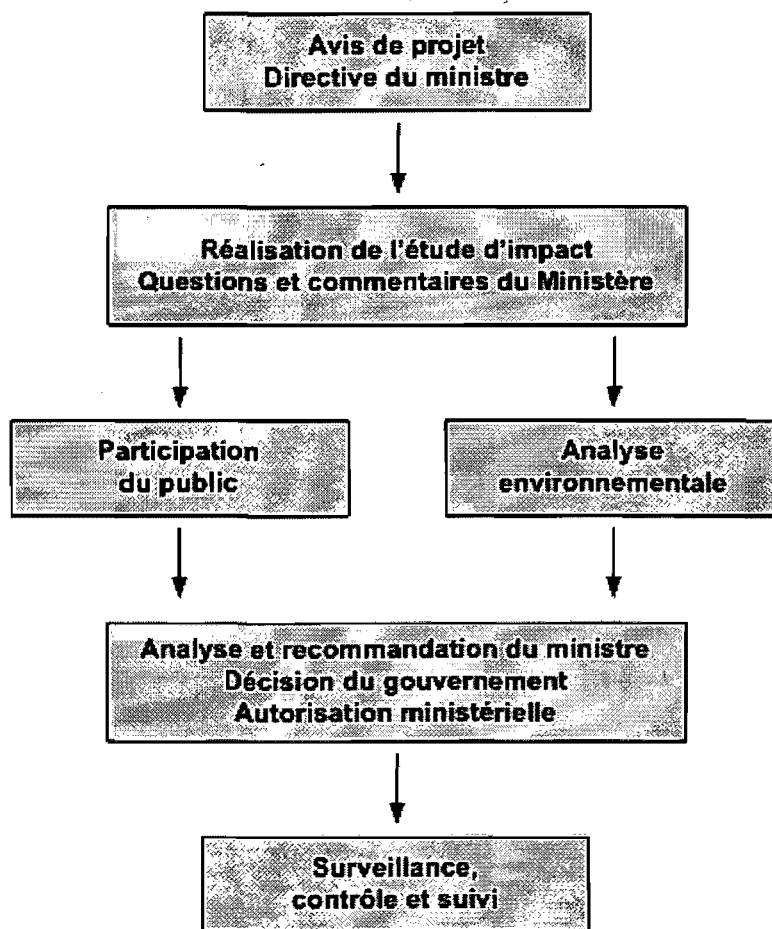 Avis de projet
Directive du ministre
Réalisation de l'étude d'impact
Questions et commentaires du Ministère
Participation
du public
Analyse
environnementale
Analyse et recommandation du ministre
Décision du gouvernement
Autorisation ministérielle
Surveillance,
contrôle et suivi